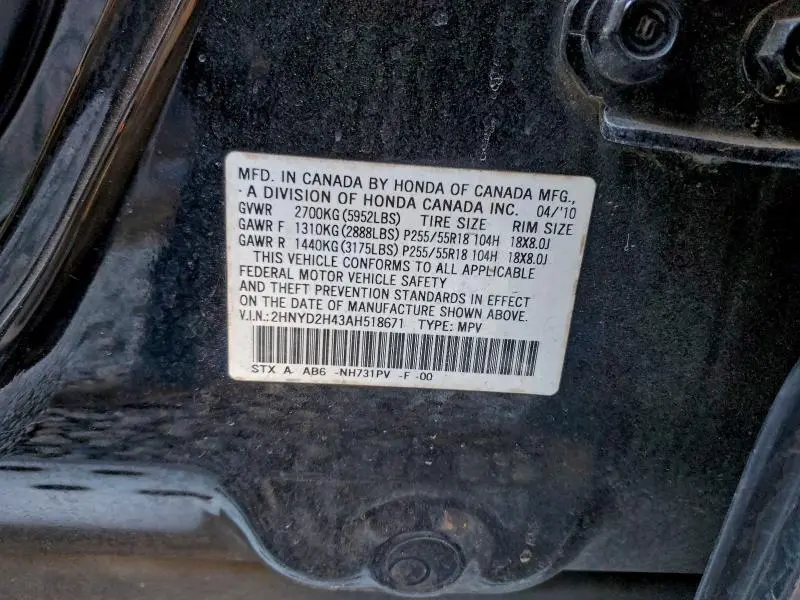 MFD. IN CANADA BY HONDA OF CANADA MFG.,
- A DIVISION OF HONDA CANADA INC. 04/'10
GVWR 2700KG(5952LBS) TIRE SIZE RIM SIZE
GAWR F 1310KG(2888LBS) P255/55R18 104H 18X8.0J
GAWR R 1440KG(3175LBS) P255/55R18 104H 18X8.0J
THIS VEHICLE CONFORMS TO ALL APPLICABLE
FEDERAL MOTOR VEHICLE SAFETY
AND THEFT PREVENTION STANDARDS IN EFFECT
ON THE DATE OF MANUFACTURE SHOWN ABOVE.
V.I.N.:2HNYD2H43AH518671 TYPE: MPV
STX A AB6 -NH731PV -F -00